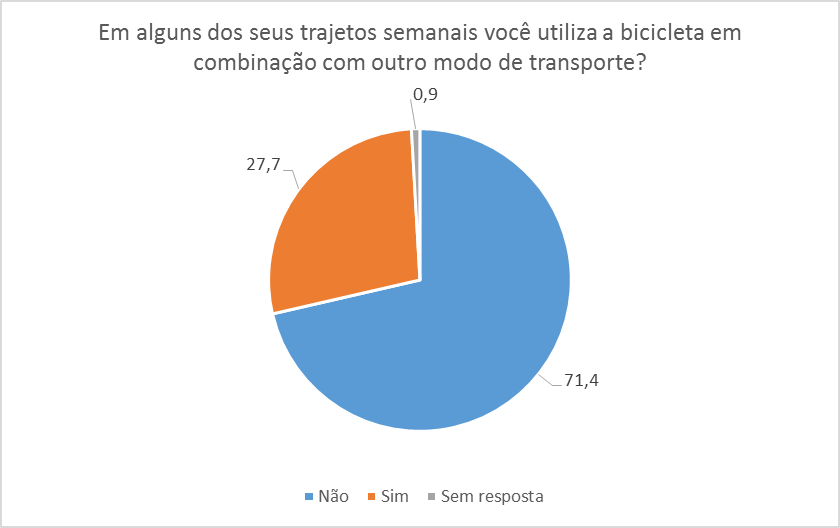 Em alguns dos seus trajetos semanais você utiliza a bicicleta em
combinação com outro modo de transporte?
0,9
27,7
71,4
Não Sim Sem resposta